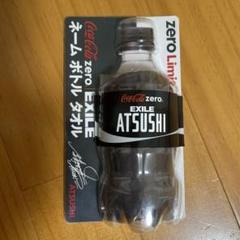 Coca-Cola zero EXILE
ネーム ボトル タオル
ATSUSHI
zero Limi
Coca-Cola zero.
EXILE
ATSUSHI